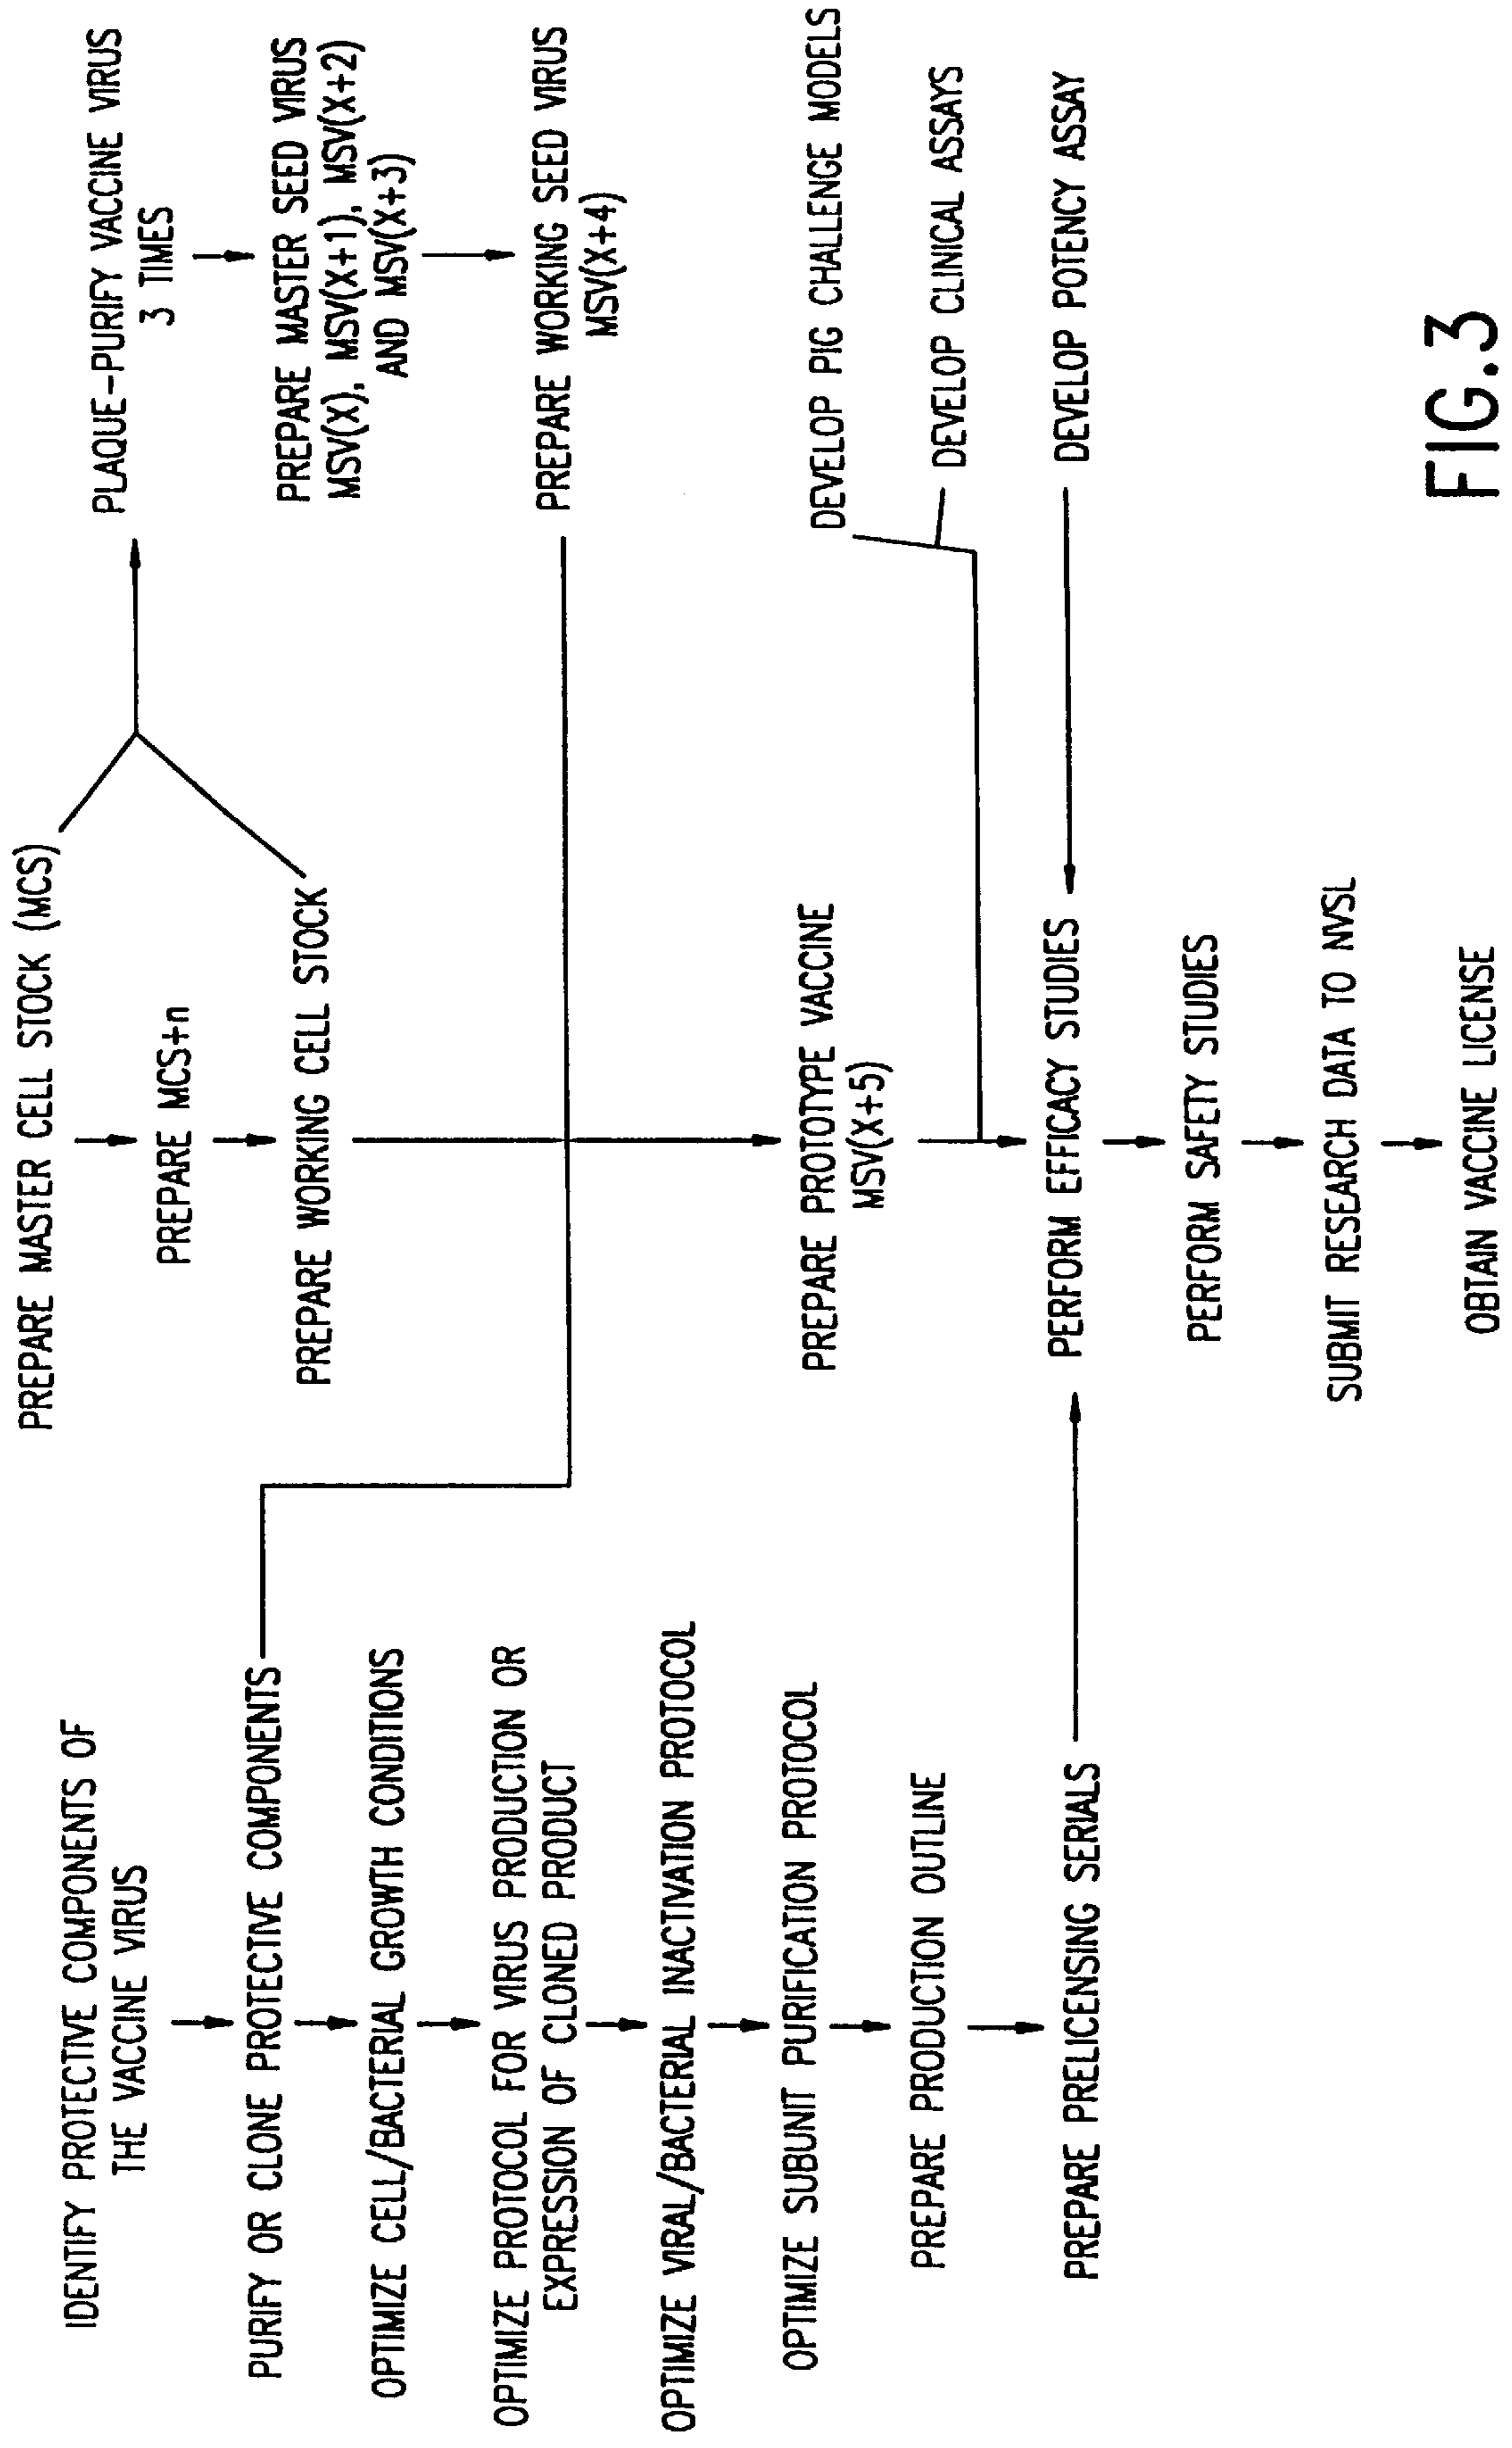 IDENTIFY PROTECTIVE COMPONENTS OF
THE VACCINE VIRUS
PURIFY OR CLONE PROTECTIVE COMPONENTS
OPTIMIZE CELL/BACTERIAL GROWTH CONDITIONS
OPTIMIZE PROTOCOL FOR VIRUS PRODUCTION OR
EXPRESSION OF CLONED PRODUCT
OPTIMIZE VIRAL/BACTERIAL INACTIVATION PROTOCOL
OPTIMIZE SUBUNIT PURIFICATION PROTOCOL
PREPARE PRODUCTION OUTLINE
PREPARE PRELICENSING SERIALS
PREPARE MASTER CELL STOCK (MCS)
PREPARE MCS+n
PREPARE WORKING CELL STOCK
PREPARE PROTOTYPE VACCINE
MSV(X+5)
PERFORM EFFICACY STUDIES
PERFORM SAFETY STUDIES
SUBMIT RESEARCH DATA TO NVSL
OBTAIN VACCINE LICENSE
PLAQUE-PURIFY VACCINE VIRUS
3 TIMES
PREPARE MASTER SEED VIRUS
MSV(X), MSV(X+1), MSV(X+2)
AND MSV(X+3)
PREPARE WORKING SEED VIRUS
MSV(X+4)
DEVELOP PIG CHALLENGE MODELS
DEVELOP CLINICAL ASSAYS
DEVELOP POTENCY ASSAY
FIG.3